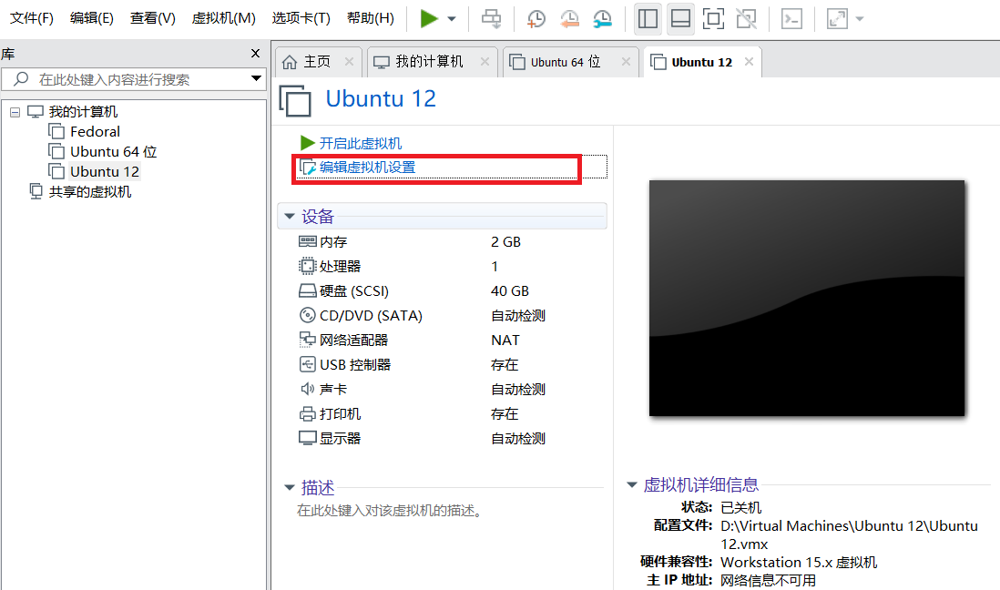 文件(F) 编辑(E) 查看(V) 虚拟机(M) 选项卡(T) 帮助(H)
库
在此处键入内容进行搜索
我的计算机
Fedoral
Ubuntu 64 位
Ubuntu 12
共享的虚拟机
主页 我的计算机 Ubuntu 64 位 Ubuntu 12
Ubuntu 12
开启此虚拟机
编辑虚拟机设置
设备
内存 2 GB
处理器 1
硬盘 (SCSI) 40 GB
CD/DVD (SATA) 自动检测
网络适配器 NAT
USB 控制器 存在
声卡 自动检测
打印机 存在
显示器 自动检测
描述
在此处键入对该虚拟机的描述。
虚拟机详细信息
状态: 已关机
配置文件: D:\Virtual Machines\Ubuntu 12\Ubuntu
12.vmx
硬件兼容性: Workstation 15.x 虚拟机
主 IP 地址: 网络信息不可用